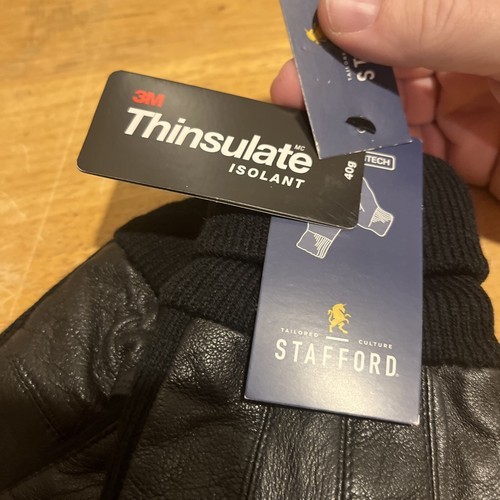 3M
Thinsulate MC
ISOLANT
40g
TECH
TAILORED CULTURE
STAFFORD